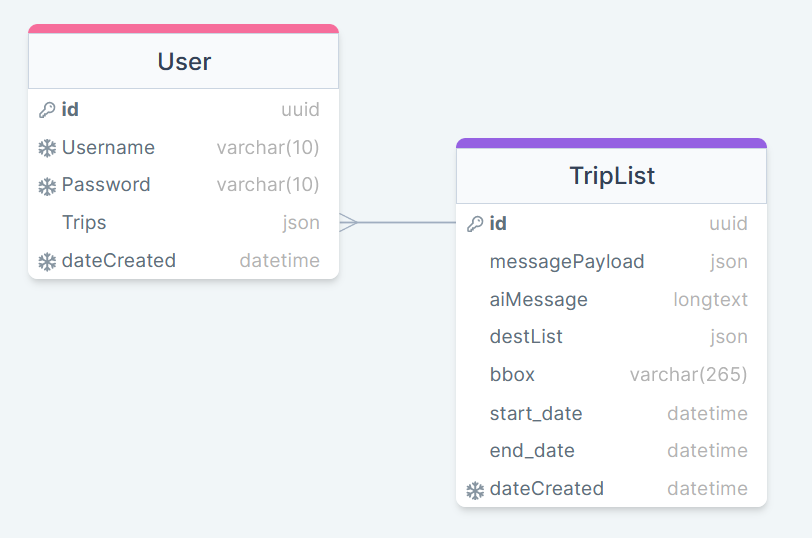 User
id uuid
Username varchar(10)
Password varchar(10)
Trips json
dateCreated datetime
TripList
id uuid
messagePayload json
aiMessage longtext
destList json
bbox varchar(265)
start_date datetime
end_date datetime
dateCreated datetime